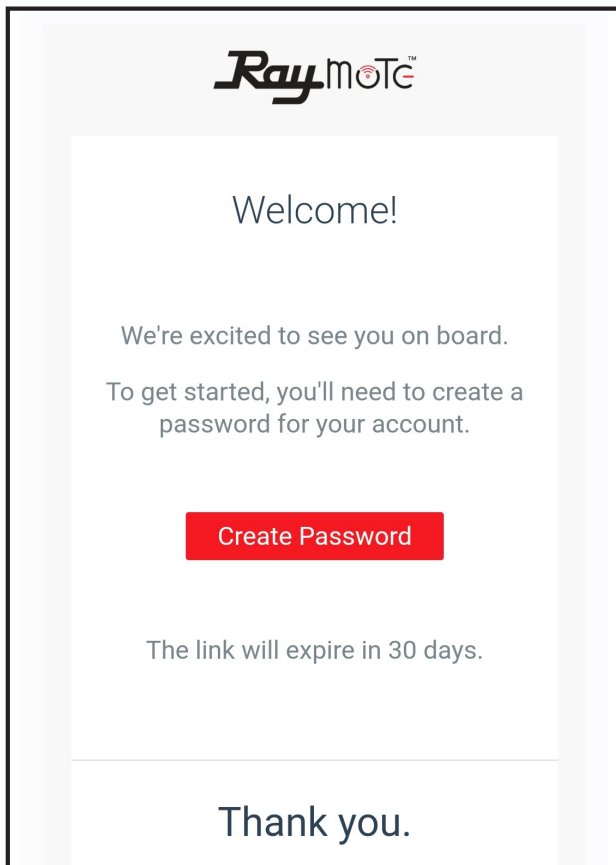 Raymote™
Welcome!
We're excited to see you on board.
To get started, you'll need to create a
password for your account.
Create Password
The link will expire in 30 days.
Thank you.